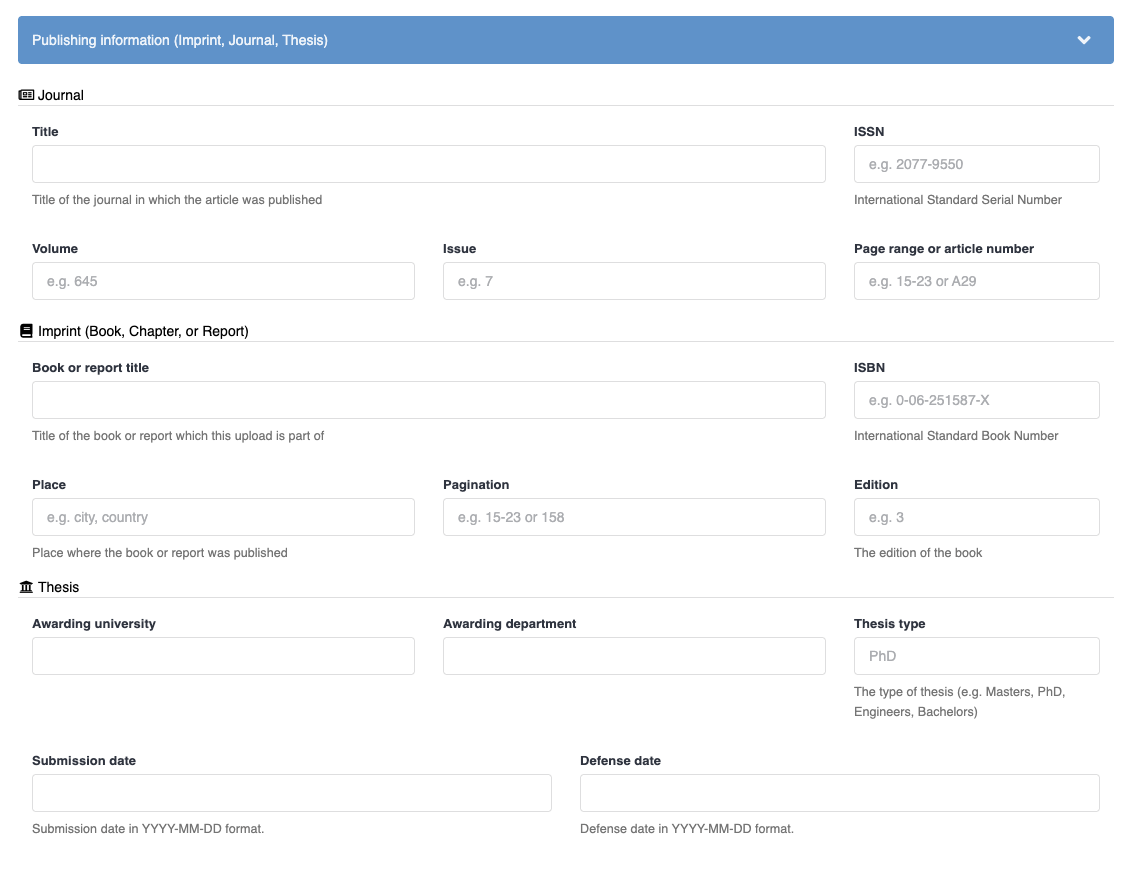 Publishing information (Imprint, Journal, Thesis)
Journal
Title
ISSN
e.g. 2077-9550
Title of the journal in which the article was published
International Standard Serial Number
Volume
Issue
Page range or article number
e.g. 645
e.g. 7
e.g. 15-23 or A29
Imprint (Book, Chapter, or Report)
Book or report title
ISBN
e.g. 0-06-251587-X
Title of the book or report which this upload is part of
International Standard Book Number
Place
Pagination
Edition
e.g. city, country
e.g. 15-23 or 158
e.g. 3
Place where the book or report was published
The edition of the book
Thesis
Awarding university
Awarding department
Thesis type
PhD
The type of thesis (e.g. Masters, PhD,
Engineers, Bachelors)
Submission date
Defense date
Submission date in YYYY-MM-DD format.
Defense date in YYYY-MM-DD format.